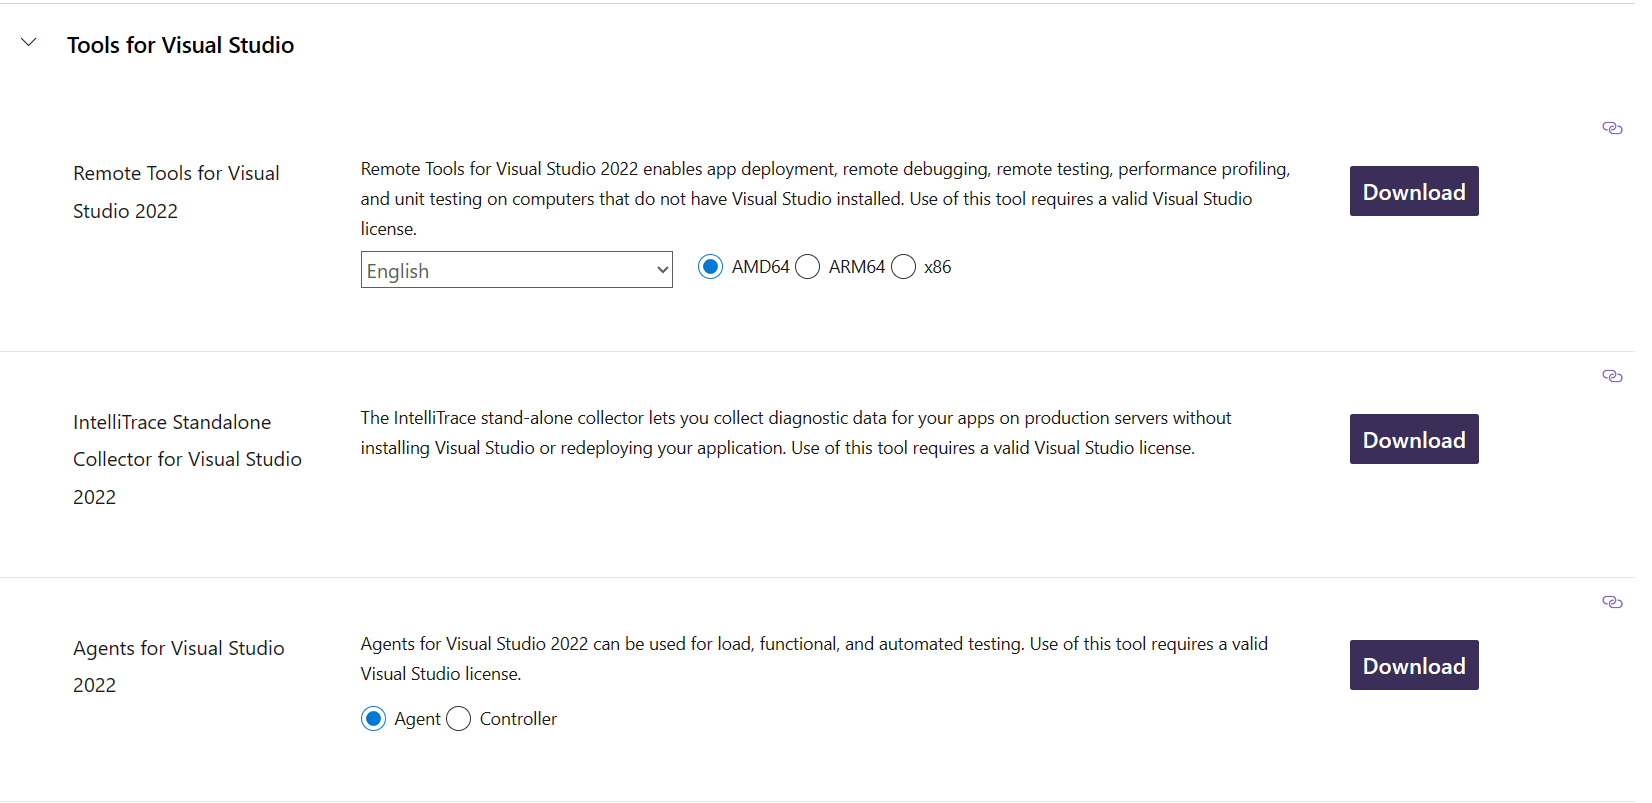 Tools for Visual Studio
Remote Tools for Visual
Studio 2022
Remote Tools for Visual Studio 2022 enables app deployment, remote debugging, remote testing, performance profiling,
and unit testing on computers that do not have Visual Studio installed. Use of this tool requires a valid Visual Studio
license.
English
AMD64 ARM64 x86
Download
IntelliTrace Standalone
Collector for Visual Studio
2022
The IntelliTrace stand-alone collector lets you collect diagnostic data for your apps on production servers without
installing Visual Studio or redeploying your application. Use of this tool requires a valid Visual Studio license.
Download
Agents for Visual Studio
2022
Agents for Visual Studio 2022 can be used for load, functional, and automated testing. Use of this tool requires a valid
Visual Studio license.
Agent Controller
Download